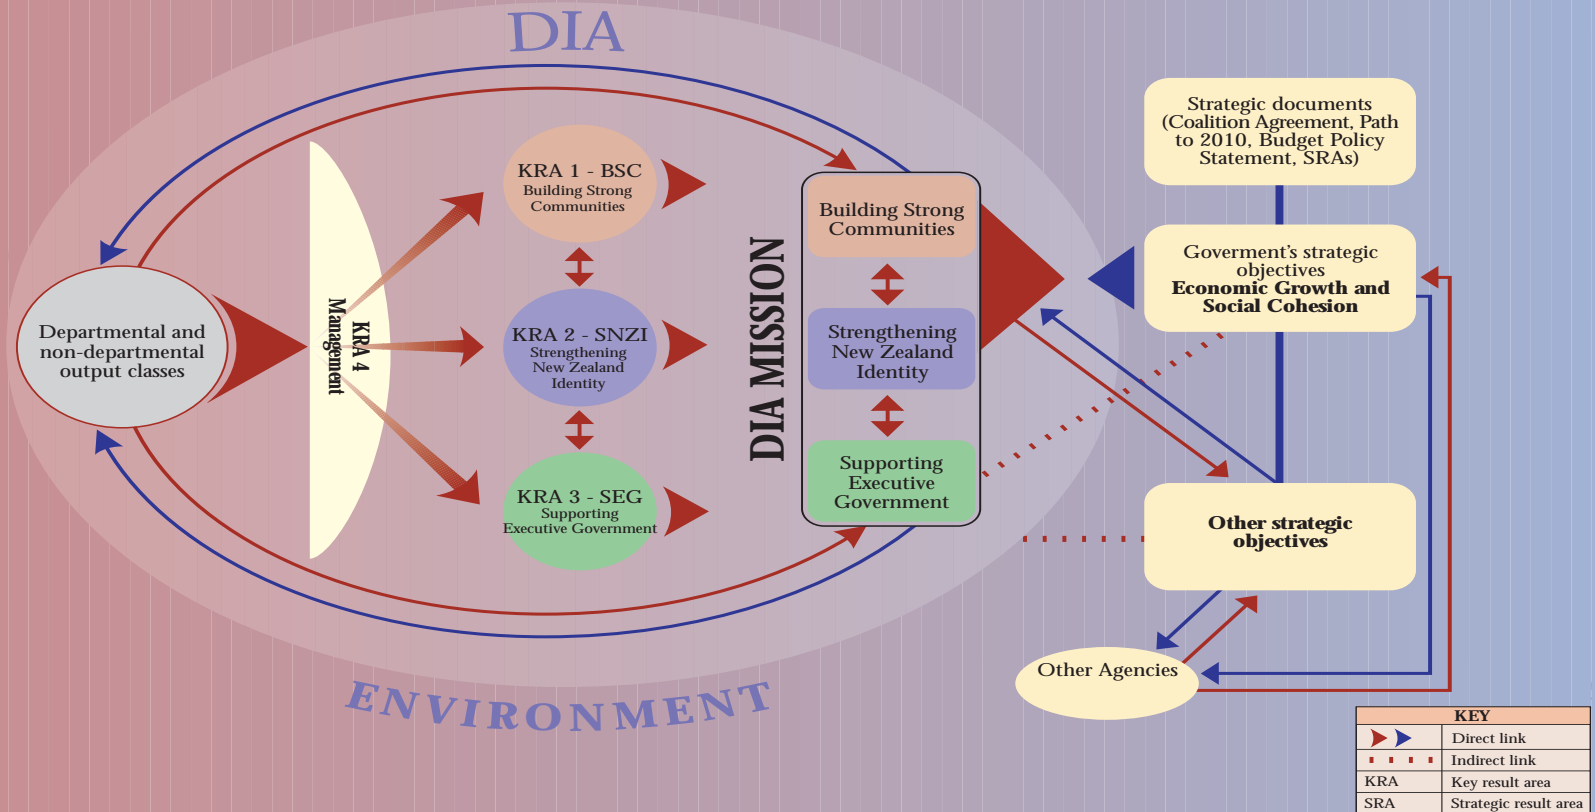 DIA
Departmental and
non-departmental
output classes
KRA 4
Management
KRA 1 - BSC
Building Strong
Communities
KRA 2 - SNZI
Strengthening
New Zealand
Identity
KRA 3 - SEG
Supporting
Executive Government
DIA MISSION
Building Strong
Communities
Strengthening
New Zealand
Identity
Supporting
Executive
Government
Strategic documents
(Coalition Agreement, Path
to 2010, Budget Policy
Statement, SRAs)
Goverment's strategic
objectives
Economic Growth and
Social Cohesion
Other strategic
objectives
Other Agencies
ENVIRONMENT
KEY
Direct link
Indirect link
KRA Key result area
SRA Strategic result area